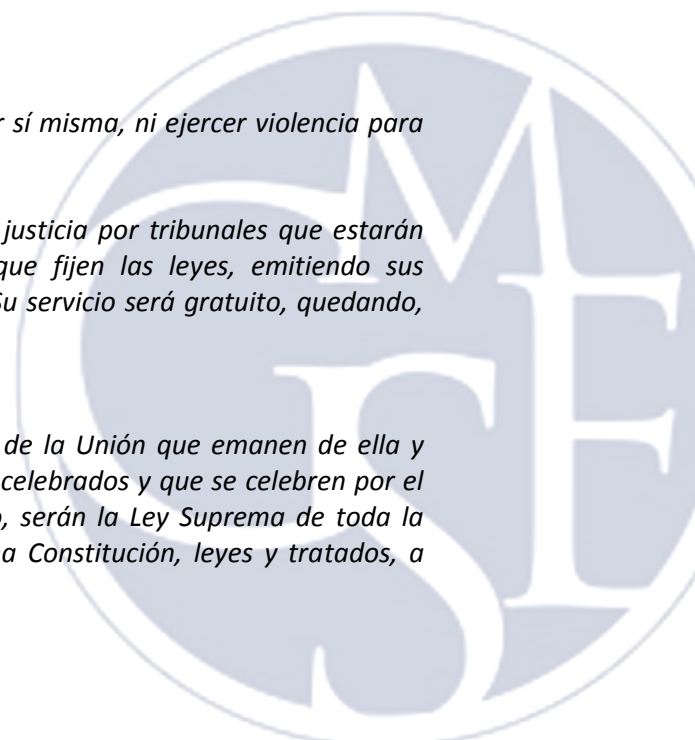 r sí misma, ni ejercer violencia para
justicia por tribunales que estarán
que fijen las leyes, emitiendo sus
Su servicio será gratuito, quedando,
de la Unión que emanen de ella y
celebrados y que se celebren por el
o, serán la Ley Suprema de toda la
a Constitución, leyes y tratados, a